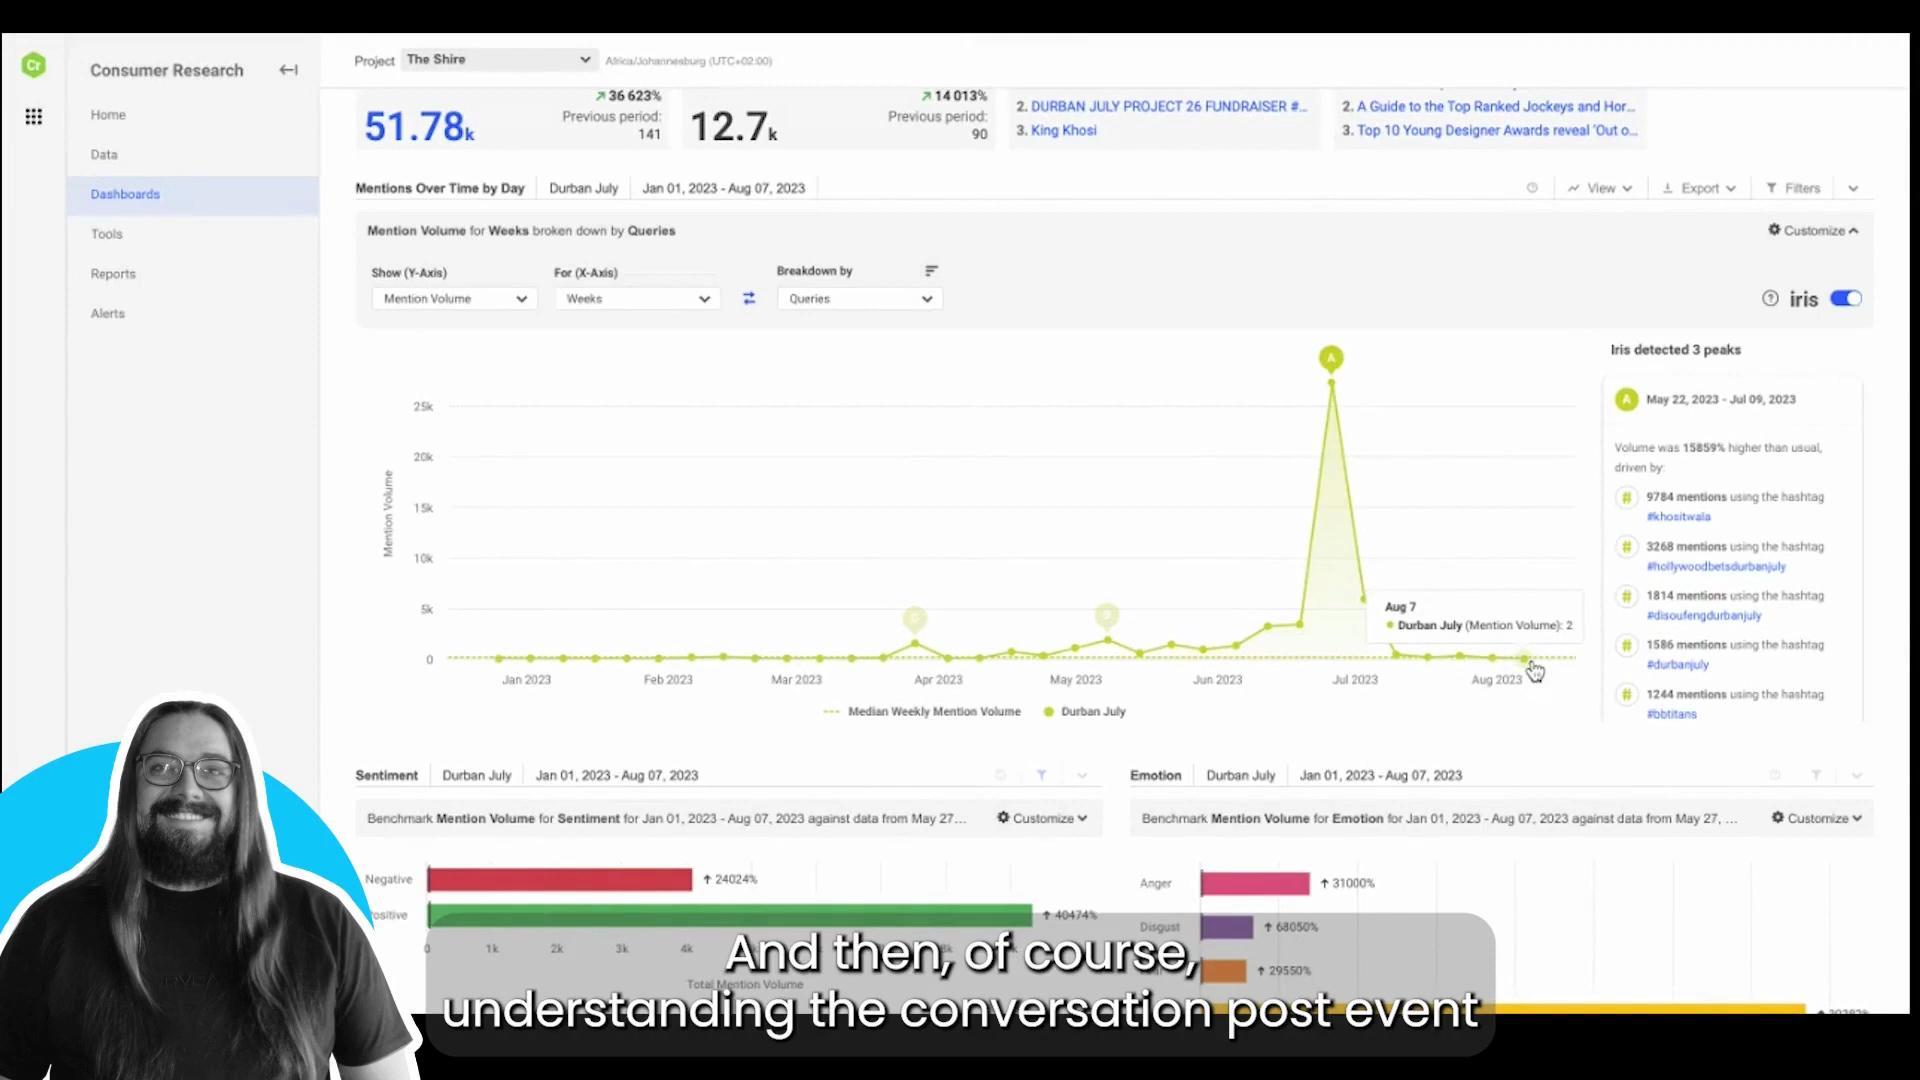 Cr
Consumer Research
Home
Data
Dashboards
Tools
Reports
Alerts
Project The Shire Africa/Johannesburg (UTC+02:00)
51.78k
36 623%
Previous period:
141
12.7k
14 013%
Previous period:
90
2. DURBAN JULY PROJECT 26 FUNDRAISER #...
3. King Khosi
2. A Guide to the Top Ranked Jockeys and Hor...
3. Top 10 Young Designer Awards reveal 'Out o...
Mentions Over Time by Day Durban July Jan 01, 2023 - Aug 07, 2023 View Export Filters
Mention Volume for Weeks broken down by Queries Customize
Show (Y-Axis) For (X-Axis) Breakdown by
Mention Volume Weeks Queries iris
Mention Volume
25k
20k
15k
10k
5k
0
A
Jan 2023 Feb 2023 Mar 2023 Apr 2023 May 2023 Jun 2023 Jul 2023 Aug 2023
Aug 7
Durban July (Mention Volume): 2
Median Weekly Mention Volume Durban July
Iris detected 3 peaks
A May 22, 2023 - Jul 09, 2023
Volume was 15859% higher than usual,
driven by:
# 9784 mentions using the hashtag
#khositwala
# 3268 mentions using the hashtag
#hollywoodbetsdurbanjuly
# 1814 mentions using the hashtag
#disoufengdurbanjuly
# 1586 mentions using the hashtag
#durbanjuly
# 1244 mentions using the hashtag
#bbtitans
Sentiment Durban July Jan 01, 2023 - Aug 07, 2023
Benchmark Mention Volume for Sentiment for Jan 01, 2023 - Aug 07, 2023 against data from May 27... Customize
Negative 24024%
ositive 40474%
0 1k 2k 3k 4k
Total Mention Volume
Emotion Durban July Jan 01, 2023 - Aug 07, 2023
Benchmark Mention Volume for Emotion for Jan 01, 2023 - Aug 07, 2023 against data from May 27, ... Customize
Anger 31000%
Disgust 68050%
29550%
And then, of course,
understanding the conversation post event